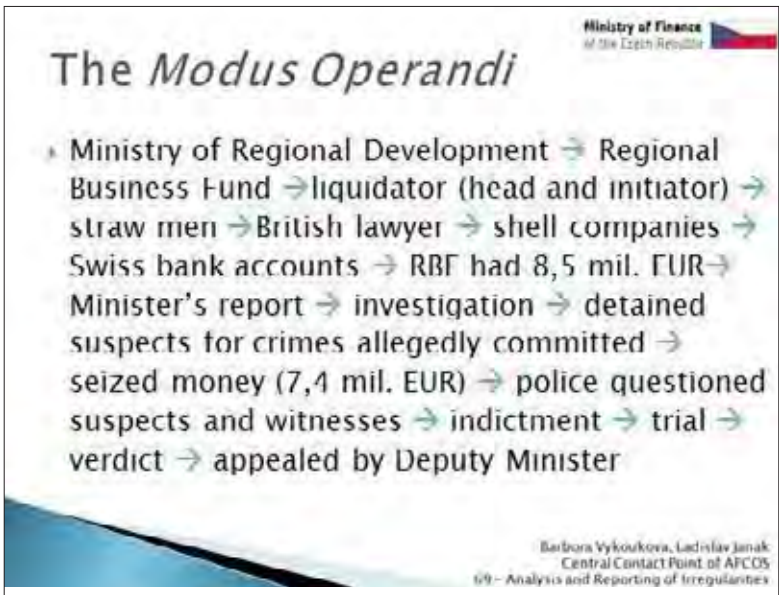 Ministry of Finance
of the Czech Republic
The Modus Operandi
Ministry of Regional Development → Regional
Business Fund →liquidator (head and initiator) →
straw men →British lawyer → shell companies →
Swiss bank accounts → RBF had 8,5 mil. EUR→
Minister's report → investigation → detained
suspects for crimes allegedly committed →
seized money (7,4 mil. EUR) → police questioned
suspects and witnesses → indictment → trial →
verdict → appealed by Deputy Minister
Barbora Vykoukova, Ladislav Janak
Central Contact Point of AFCOS
69 - Analysis and Reporting of Irregularities